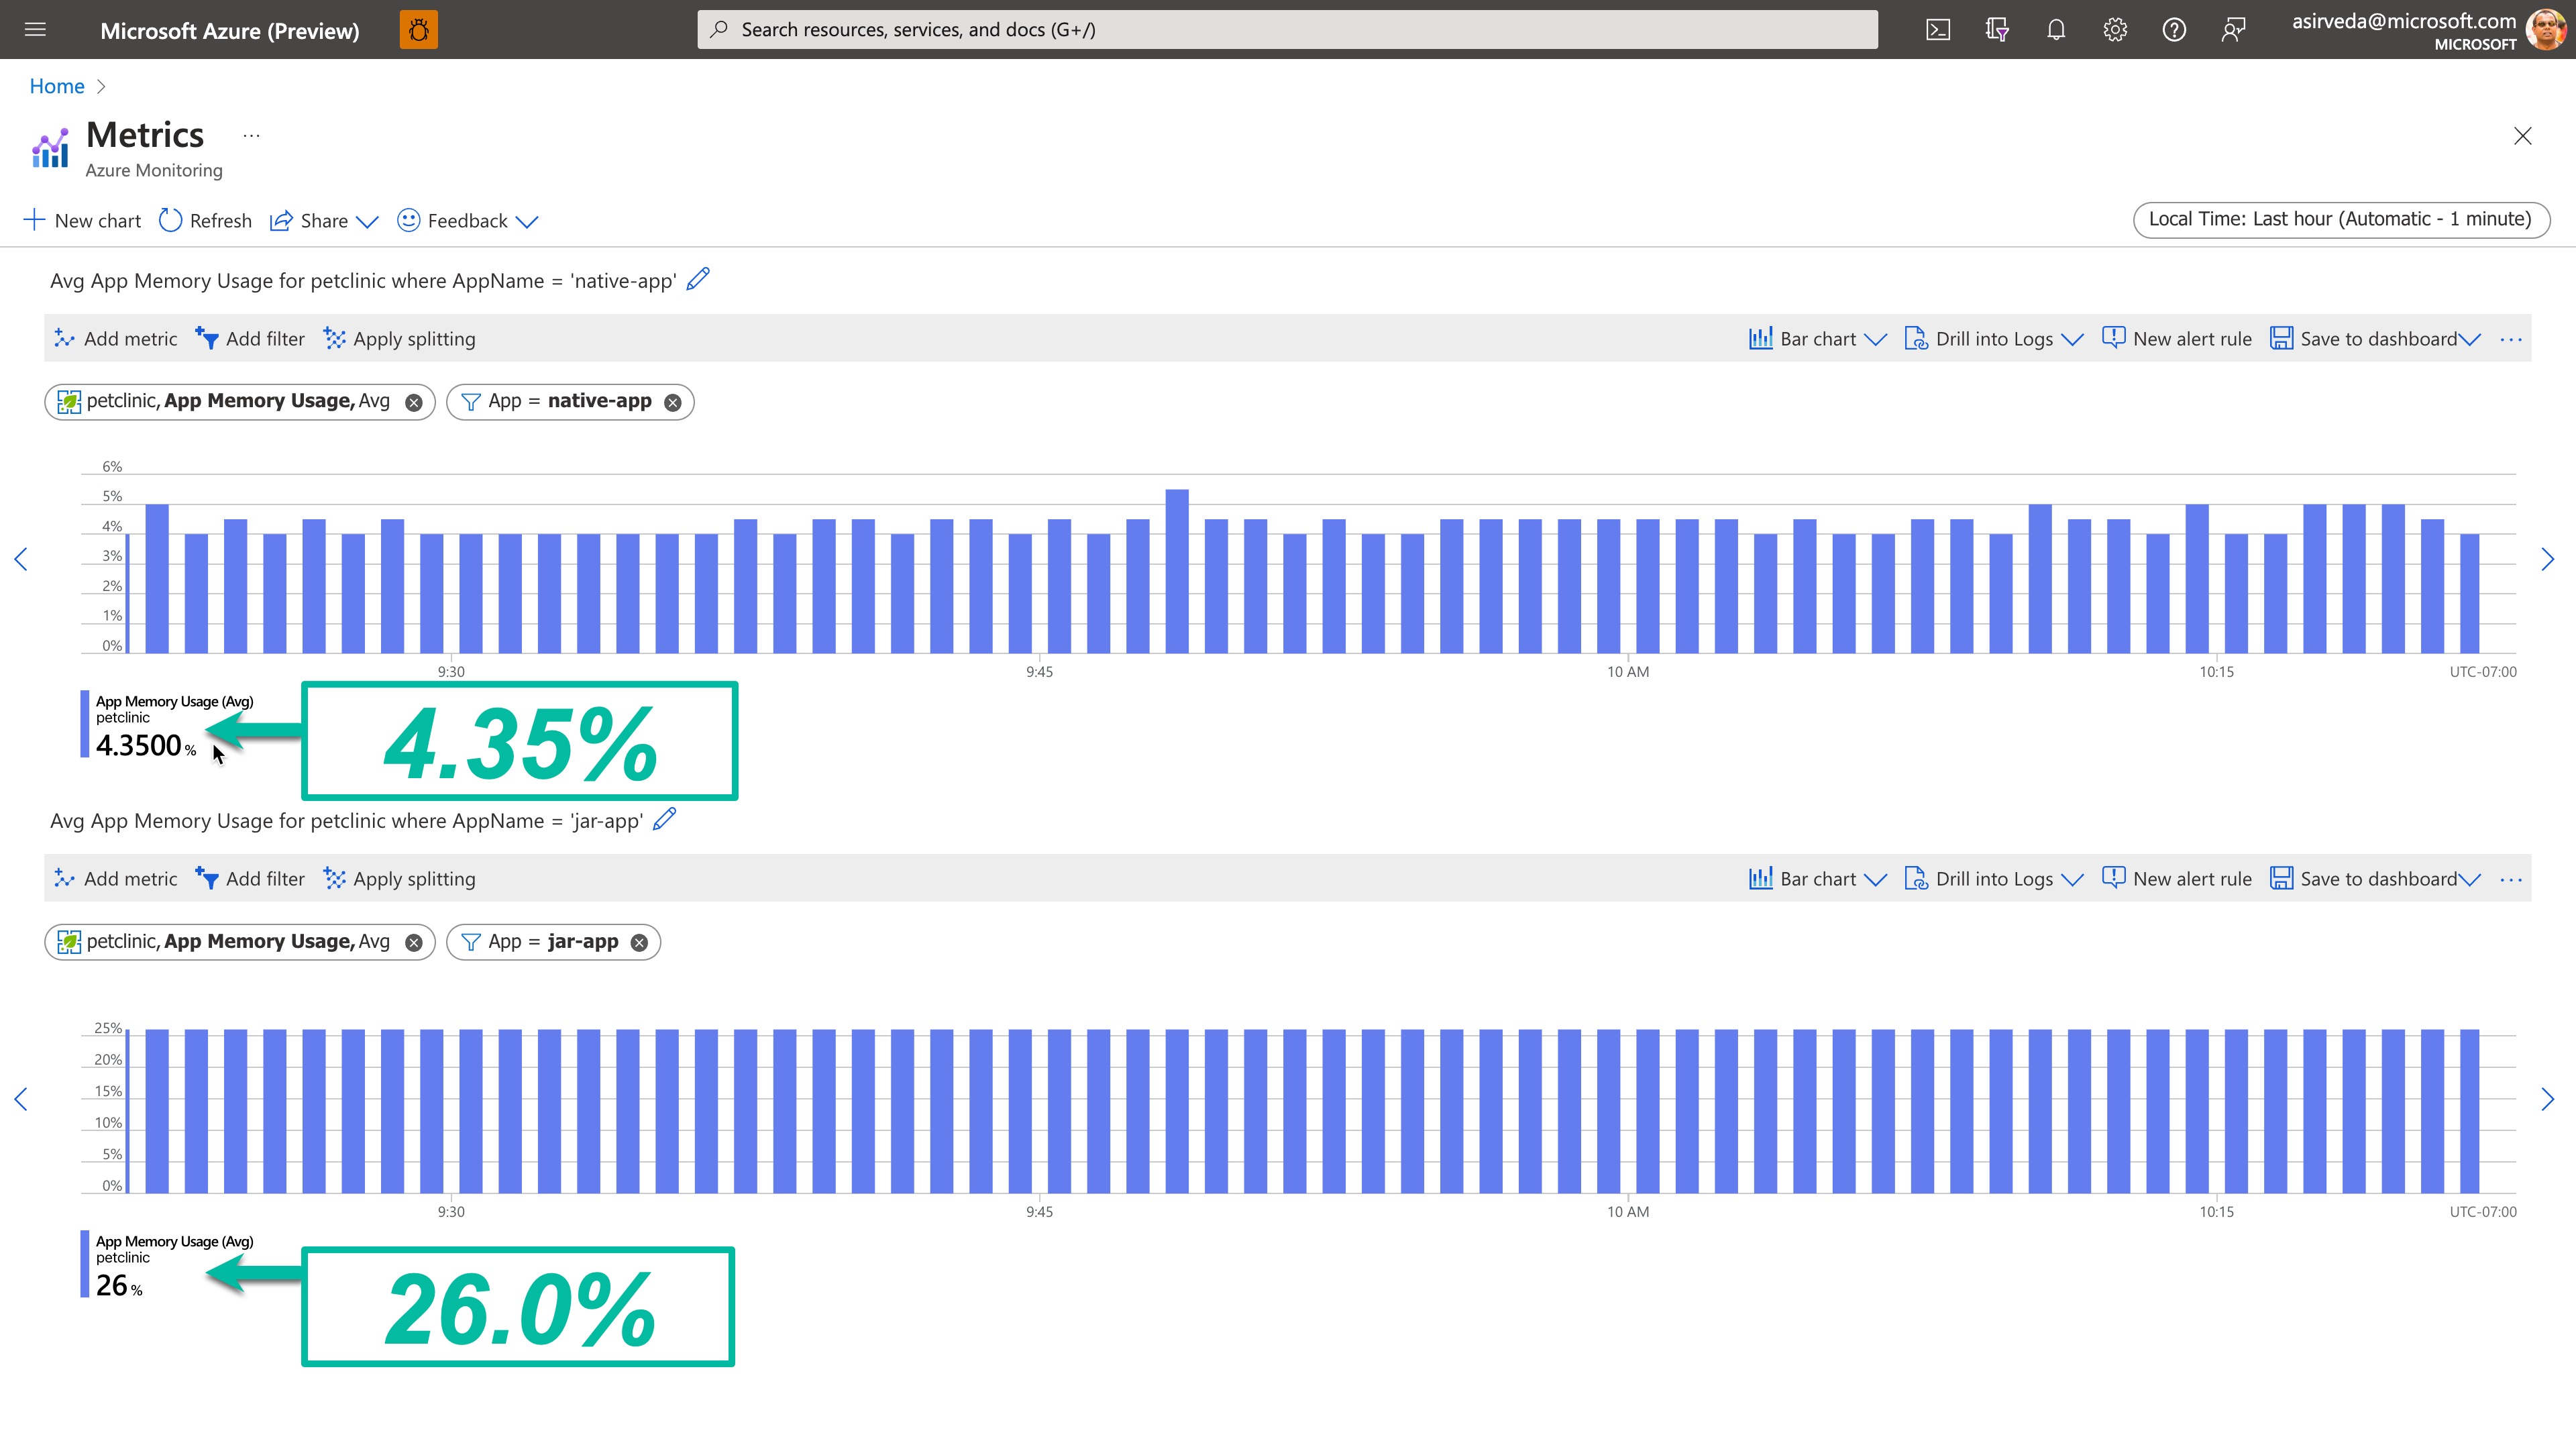 Microsoft Azure (Preview)
Search resources, services, and docs (G+/)
asirveda@microsoft.com
MICROSOFT
Home
Metrics
Azure Monitoring
New chart Refresh Share Feedback
Local Time: Last hour (Automatic - 1 minute)
Avg App Memory Usage for petclinic where AppName = 'native-app'
Add metric Add filter Apply splitting Bar chart Drill into Logs New alert rule Save to dashboard
petclinic, App Memory Usage, Avg App = native-app
6%
5%
4%
3%
2%
1%
0%
9:30 9:45 10 AM 10:15 UTC-07:00
App Memory Usage (Avg)
petclinic
4.3500 %
4.35%
Avg App Memory Usage for petclinic where AppName = 'jar-app'
Add metric Add filter Apply splitting Bar chart Drill into Logs New alert rule Save to dashboard
petclinic, App Memory Usage, Avg App = jar-app
25%
20%
15%
10%
5%
0%
9:30 9:45 10 AM 10:15 UTC-07:00
App Memory Usage (Avg)
petclinic
26 %
26.0%